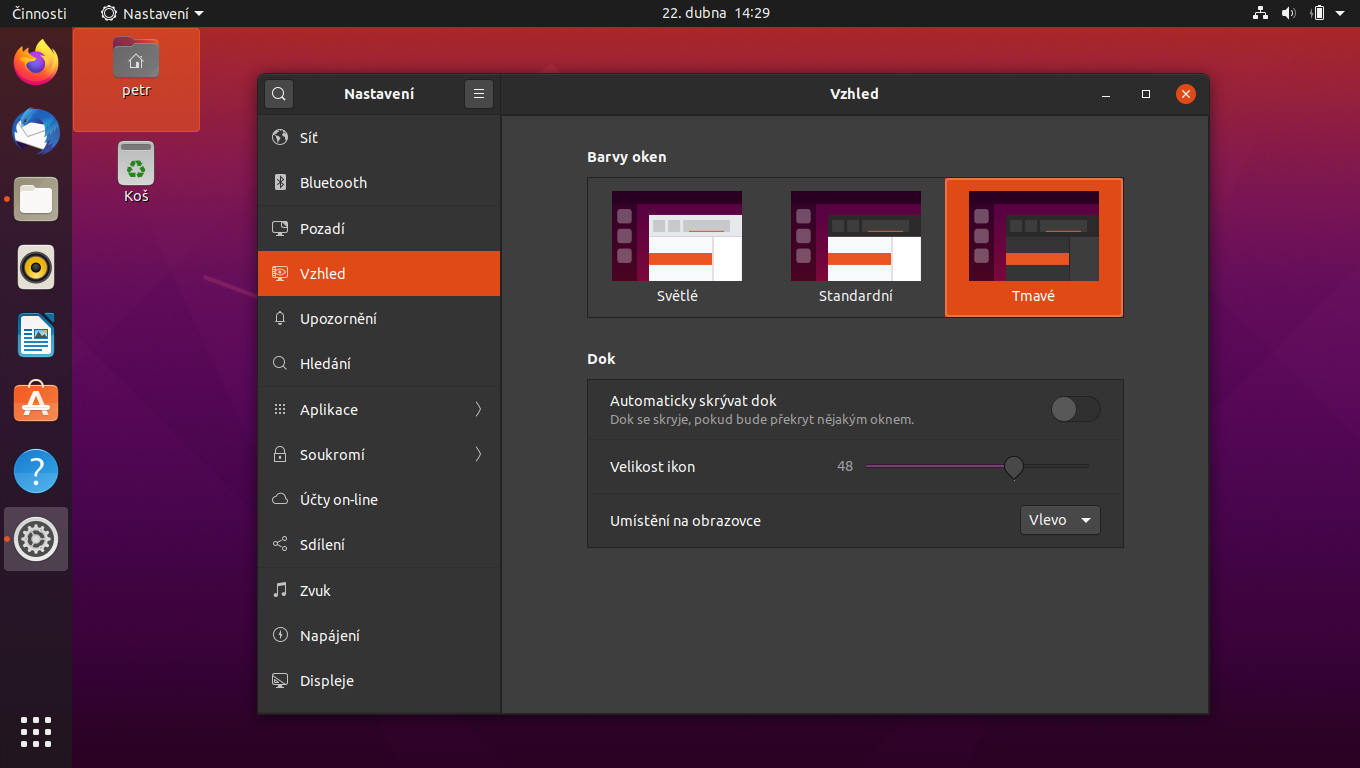 Činnosti
Nastavení
22. dubna 14:29
petr
Koš
Nastavení
Síť
Bluetooth
Pozadí
Vzhled
Upozornění
Hledání
Aplikace
Soukromí
Účty on-line
Sdílení
Zvuk
Napájení
Displeje
Vzhled
Barvy oken
Světlé
Standardní
Tmavé
Dok
Automaticky skrývat dok
Dok se skryje, pokud bude překryt nějakým oknem.
Velikost ikon 48
Umístění na obrazovce Vlevo